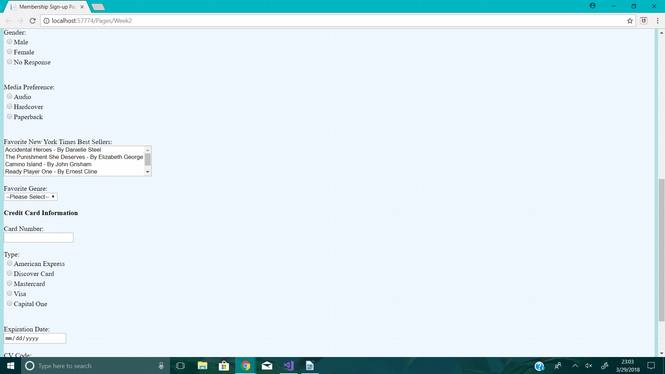 Membership Sign-up Pa
localhost:57774/Pages/Week2
Gender:
Male
Female
No Response
Media Preference:
Audio
Hardcover
Paperback
Favorite New York Times Best Sellers:
Accidental Heroes - By Danielle Steel
The Punishment She Deserves - By Elizabeth George
Camino Island - By John Grisham
Ready Player One - By Ernest Cline
Favorite Genre:
--Please Select--
Credit Card Information
Card Number:
Type:
American Express
Discover Card
Mastercard
Visa
Capital One
Expiration Date:
mm/dd/yyyy
CV Code:
Type here to search
23:03
3/29/2018